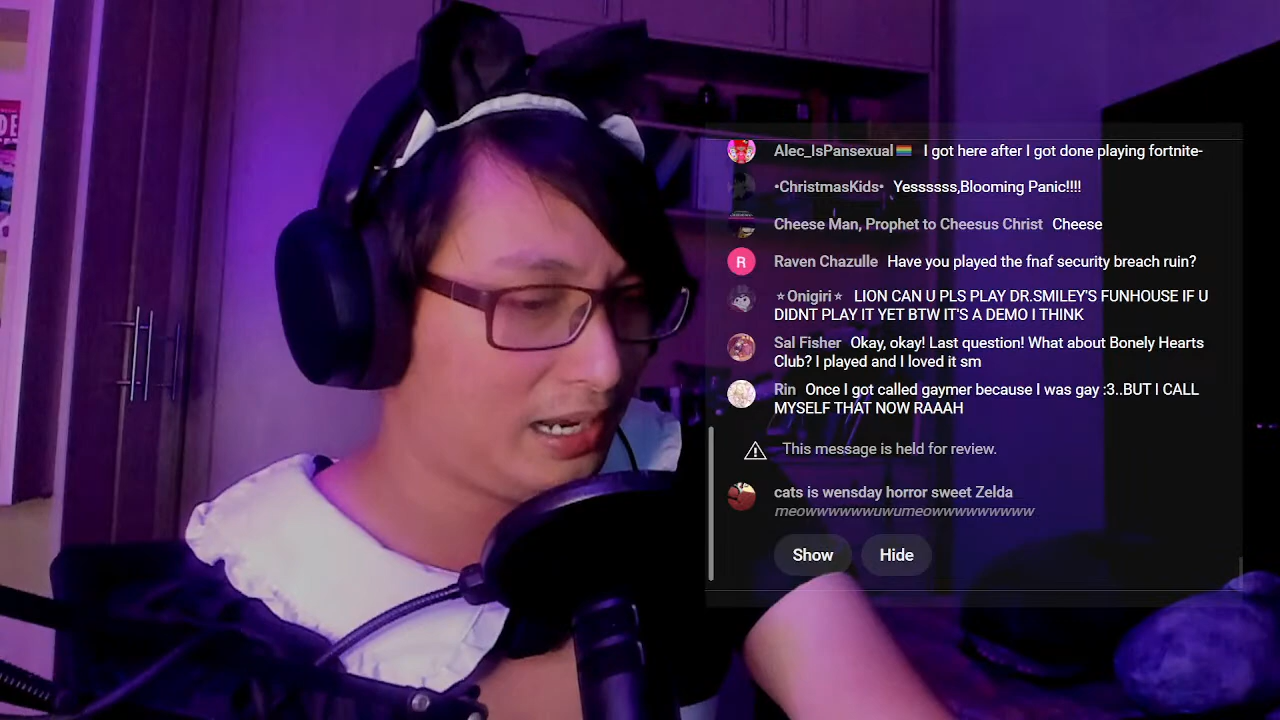 DE
Alec_IsPansexual🏳️‍🌈 I got here after I got done playing fortnite-
•ChristmasKids• Yessssss,Blooming Panic!!!!
Cheese Man, Prophet to Cheesus Christ Cheese
R Raven Chazulle Have you played the fnaf security breach ruin?
⭐Onigiri⭐ LION CAN U PLS PLAY DR.SMILEY'S FUNHOUSE IF U
DIDNT PLAY IT YET BTW IT'S A DEMO I THINK
Sal Fisher Okay, okay! Last question! What about Bonely Hearts
Club? I played and I loved it sm
Rin Once I got called gaymer because I was gay :3..BUT I CALL
MYSELF THAT NOW RAAAH
This message is held for review.
cats is wensday horror sweet Zelda
meowwwwwwuwumeowwwwwwwww
Show Hide